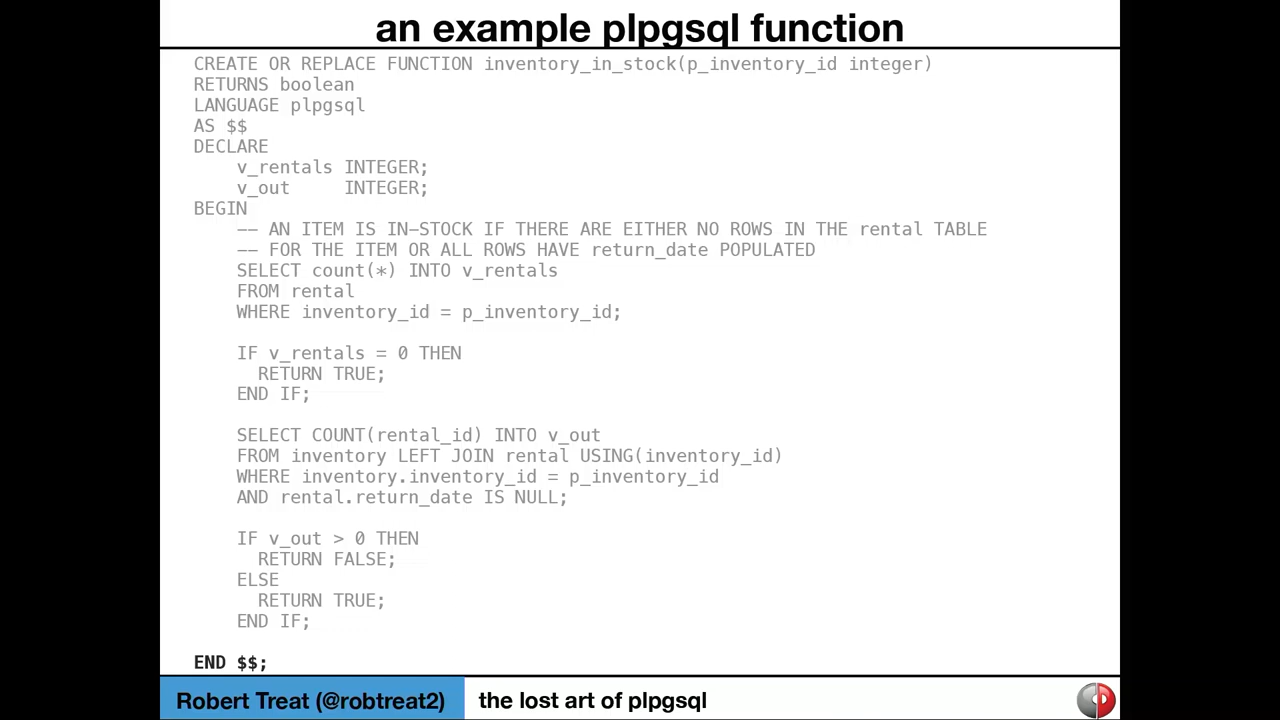 an example plpgsql function
CREATE OR REPLACE FUNCTION inventory_in_stock(p_inventory_id integer)
RETURNS boolean
LANGUAGE plpgsql
AS $$
DECLARE
    v_rentals INTEGER;
    v_out     INTEGER;
BEGIN
    -- AN ITEM IS IN-STOCK IF THERE ARE EITHER NO ROWS IN THE rental TABLE
    -- FOR THE ITEM OR ALL ROWS HAVE return_date POPULATED
    SELECT count(*) INTO v_rentals
    FROM rental
    WHERE inventory_id = p_inventory_id;

    IF v_rentals = 0 THEN
      RETURN TRUE;
    END IF;

    SELECT COUNT(rental_id) INTO v_out
    FROM inventory LEFT JOIN rental USING(inventory_id)
    WHERE inventory.inventory_id = p_inventory_id
    AND rental.return_date IS NULL;

    IF v_out > 0 THEN
      RETURN FALSE;
    ELSE
      RETURN TRUE;
    END IF;

END $$;
Robert Treat (@robtreat2)
the lost art of plpgsql